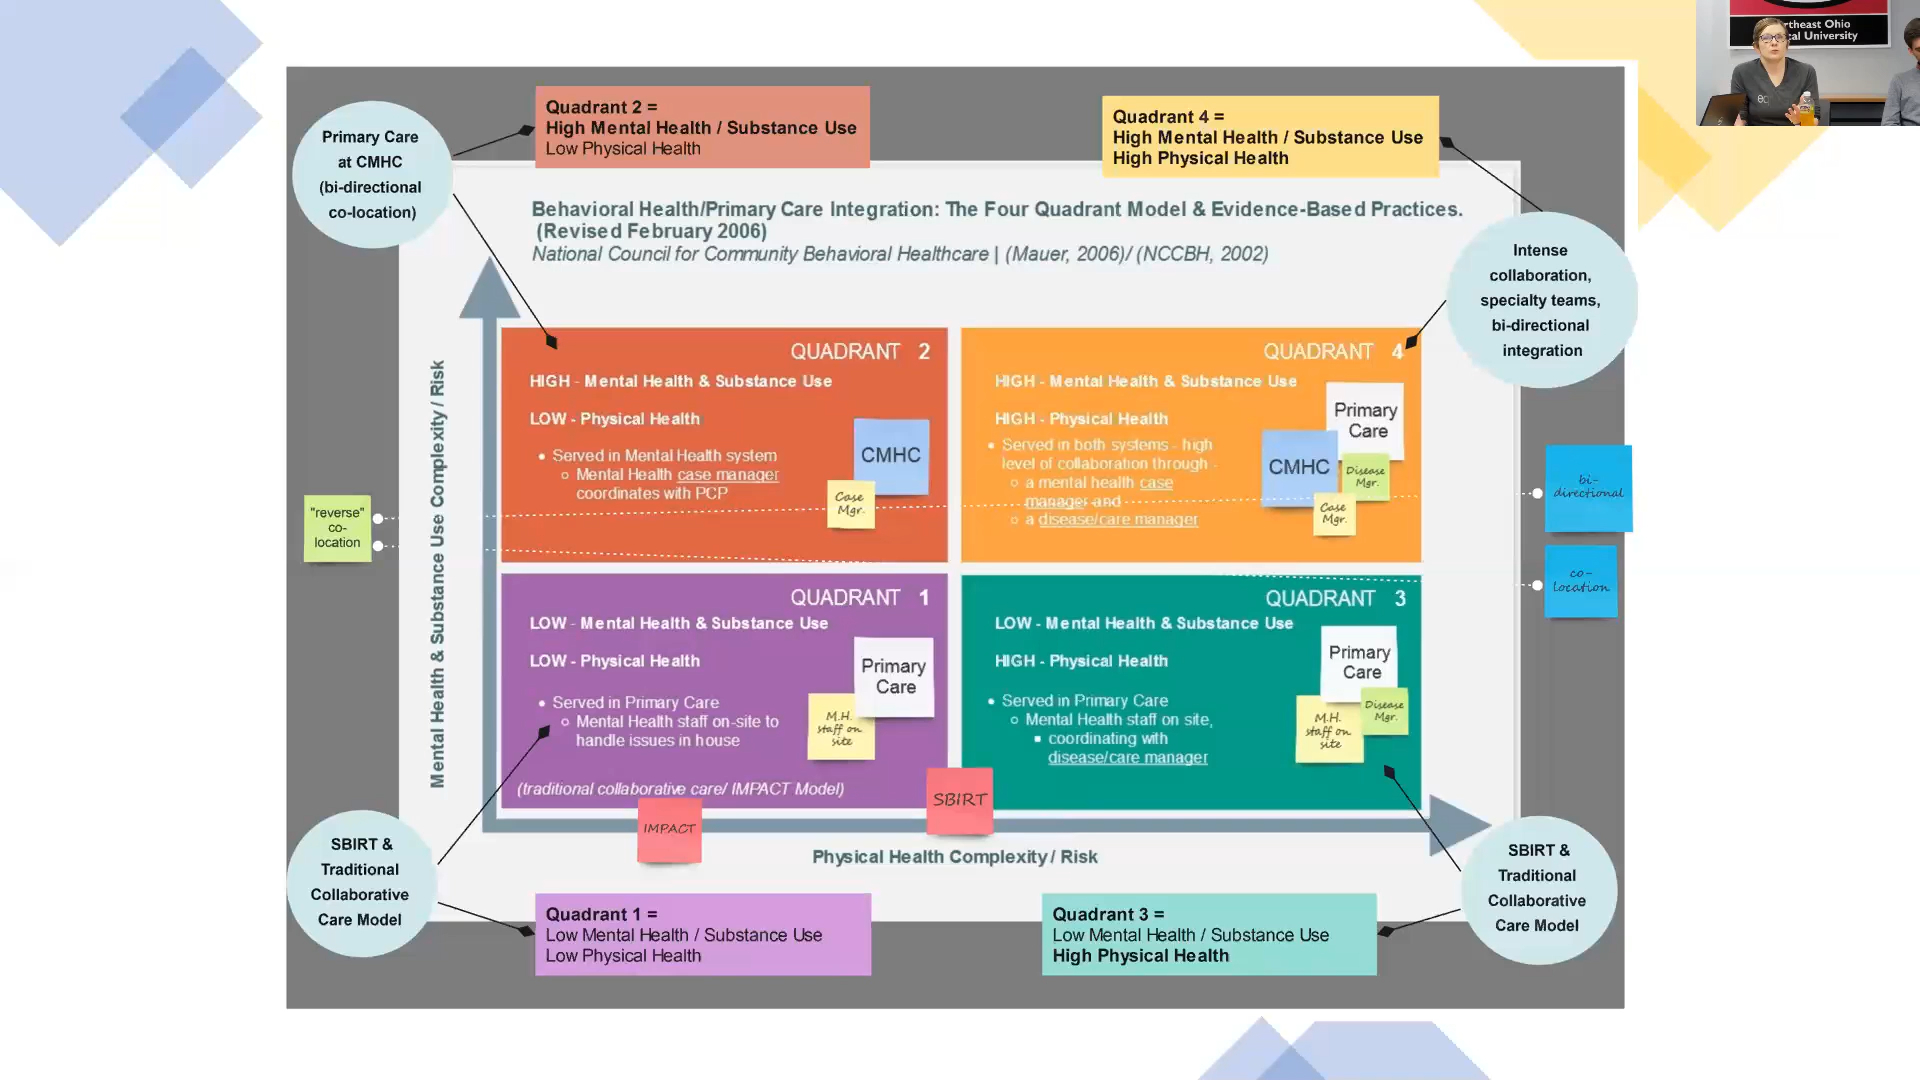 theast Ohio
cal University
Quadrant 2 =
High Mental Health / Substance Use
Low Physical Health
Quadrant 4 =
High Mental Health / Substance Use
High Physical Health
Primary Care
at CMHC
(bi-directional
co-location)
Behavioral Health/Primary Care Integration: The Four Quadrant Model & Evidence-Based Practices.
(Revised February 2006)
National Council for Community Behavioral Healthcare | (Mauer, 2006)/ (NCCBH, 2002)
Intense
collaboration,
specialty teams,
bi-directional
integration
Mental Health & Substance Use Complexity / Risk
QUADRANT 2
HIGH - Mental Health & Substance Use
LOW - Physical Health
• Served in Mental Health system
○ Mental Health case manager
coordinates with PCP
CMHC
Case
Mgr.
QUADRANT 4
HIGH - Mental Health & Substance Use
HIGH - Physical Health
• Served in both systems - high
level of collaboration through -
○ a mental health case
manager and
○ a disease/care manager
Primary
Care
CMHC
Disease
Mgr.
Case
Mgr.
"reverse"
co-
location
bi-
directional
co-
location
QUADRANT 1
LOW - Mental Health & Substance Use
LOW - Physical Health
• Served in Primary Care
○ Mental Health staff on-site to
handle issues in house
(traditional collaborative care/ IMPACT Model)
Primary
Care
M.H.
staff on
site
QUADRANT 3
LOW - Mental Health & Substance Use
HIGH - Physical Health
• Served in Primary Care
○ Mental Health staff on site,
▪ coordinating with
disease/care manager
Primary
Care
Disease
Mgr.
M.H.
staff on
site
IMPACT
SBIRT
Physical Health Complexity / Risk
SBIRT &
Traditional
Collaborative
Care Model
SBIRT &
Traditional
Collaborative
Care Model
Quadrant 1 =
Low Mental Health / Substance Use
Low Physical Health
Quadrant 3 =
Low Mental Health / Substance Use
High Physical Health